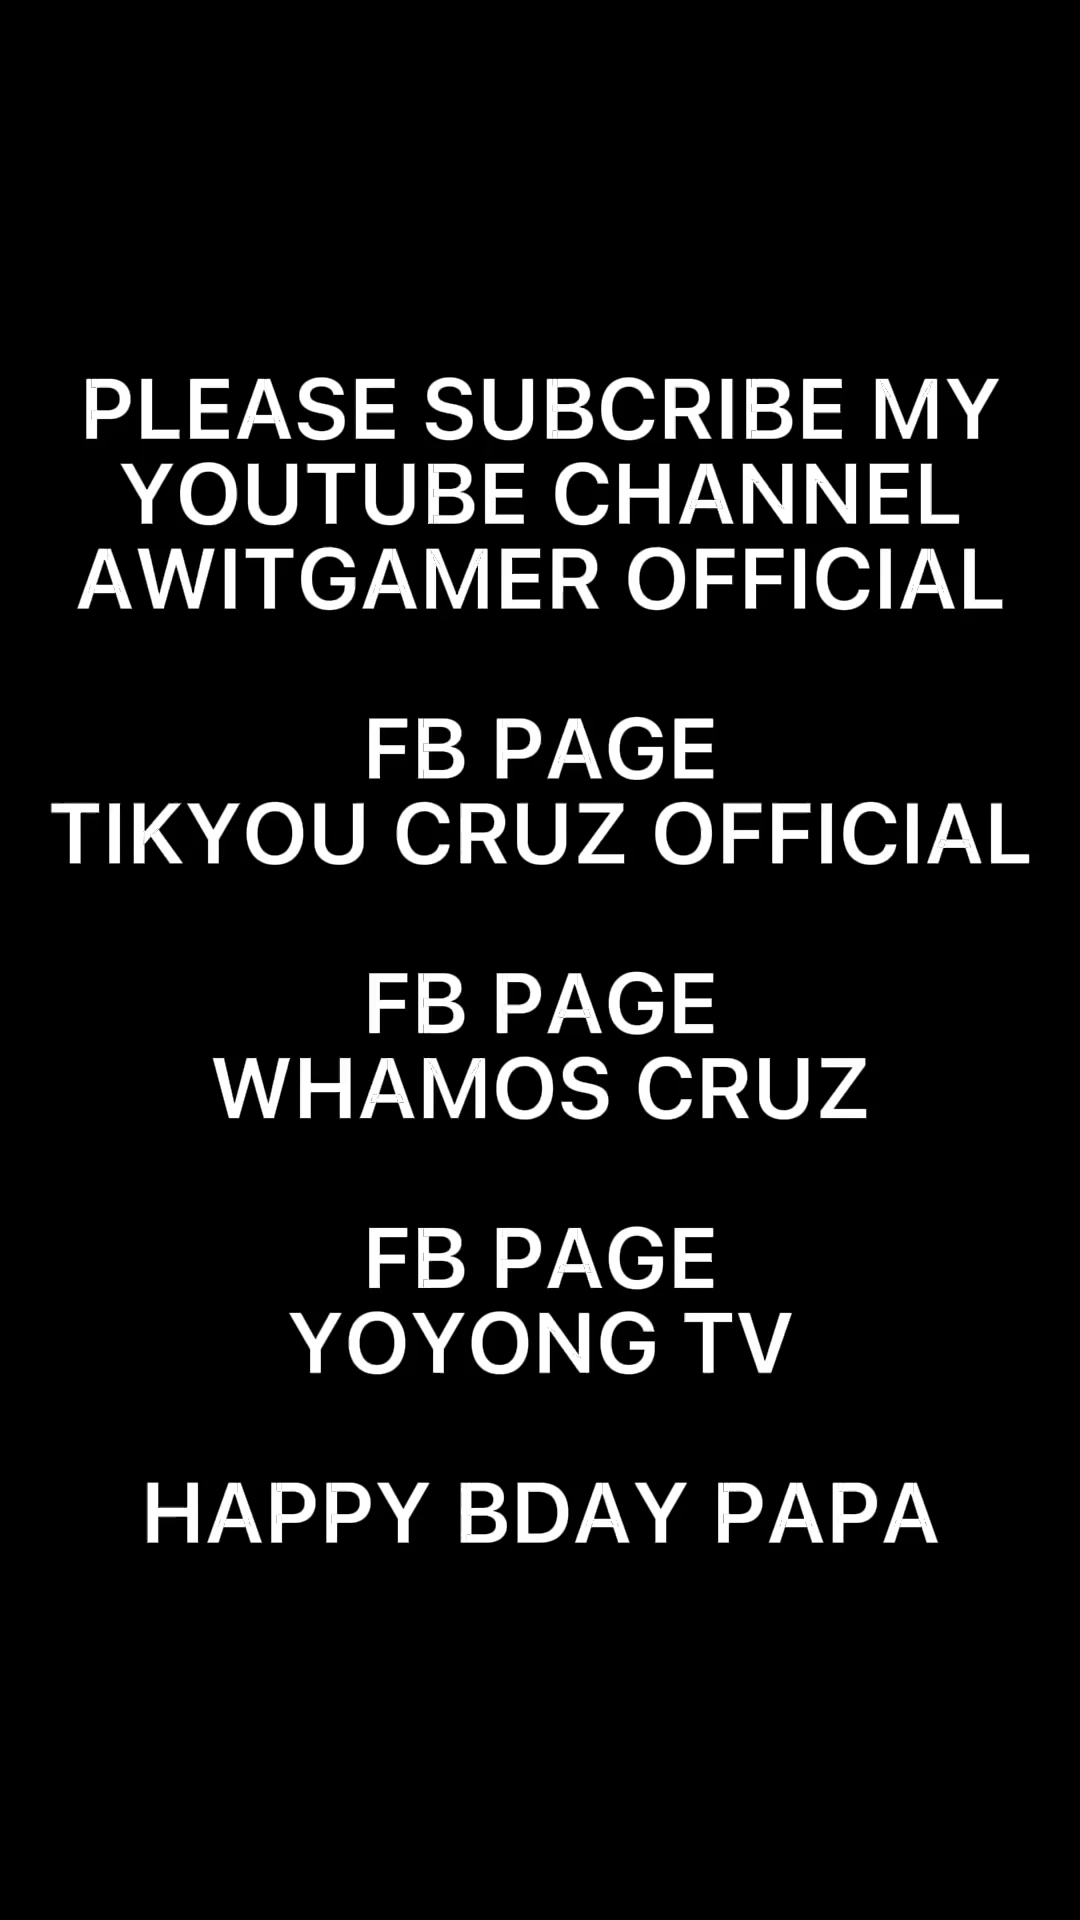 PLEASE SUBCRIBE MY
YOUTUBE CHANNEL
AWITGAMER OFFICIAL
FB PAGE
TIKYOU CRUZ OFFICIAL
FB PAGE
WHAMOS CRUZ
FB PAGE
YOYONG TV
HAPPY BDAY PAPA